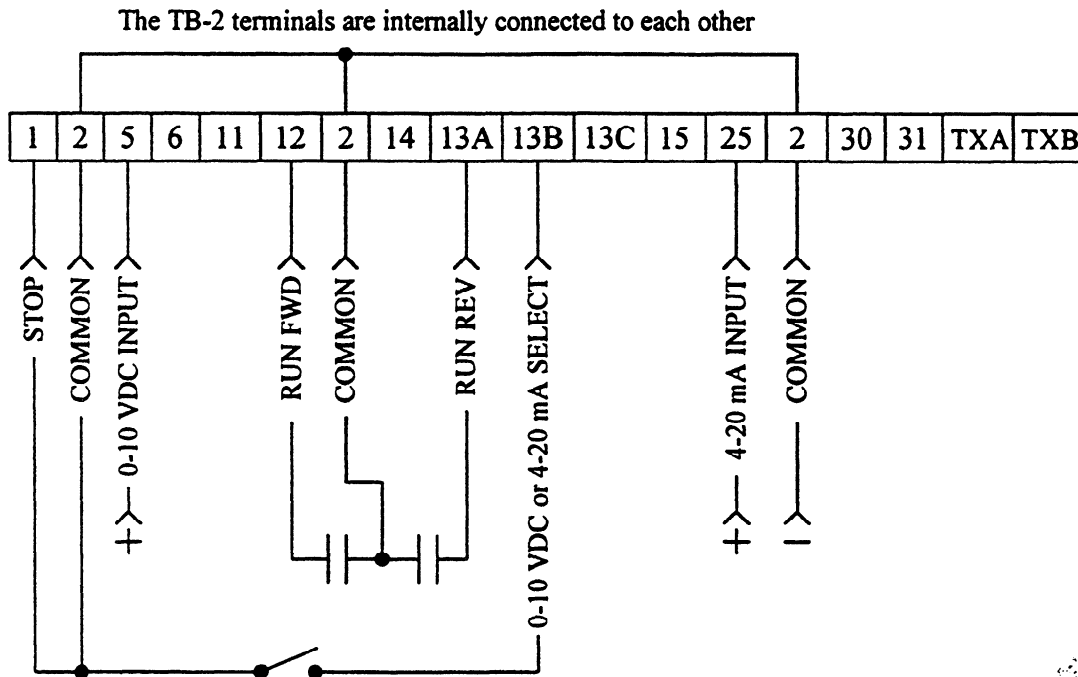 The TB-2 terminals are internally connected to each other
1 2 5 6 11 12 2 14 13A 13B 13C 15 25 2 30 31 TXA TXB
STOP
COMMON
0-10 VDC INPUT
+
RUN FWD
COMMON
RUN REV
0-10 VDC or 4-20 mA SELECT
4-20 mA INPUT
+
COMMON
–